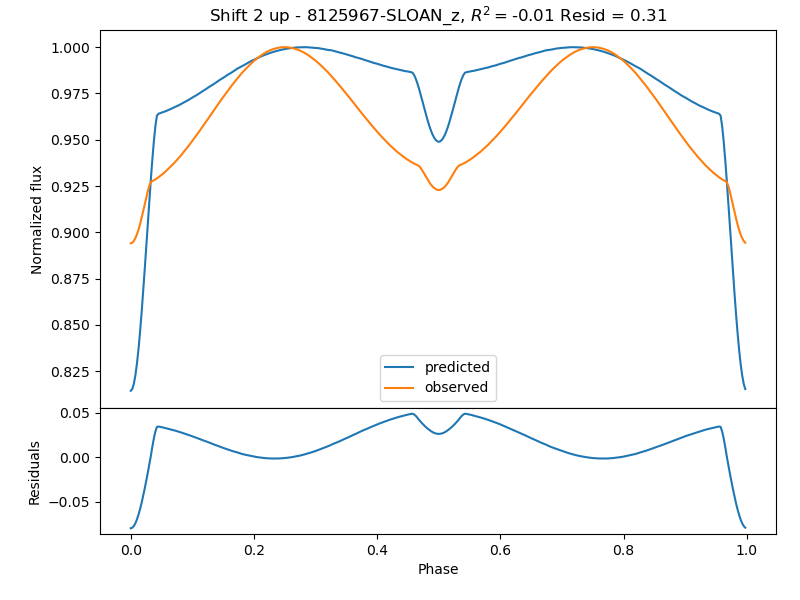 Shift 2 up - 8125967-SLOAN_z, R² = -0.01 Resid = 0.31
1.000
0.975
0.950
0.925
0.900
0.875
0.850
0.825
Normalized flux
predicted
observed
0.05
0.00
−0.05
Residuals
0.0 0.2 0.4 0.6 0.8 1.0
Phase